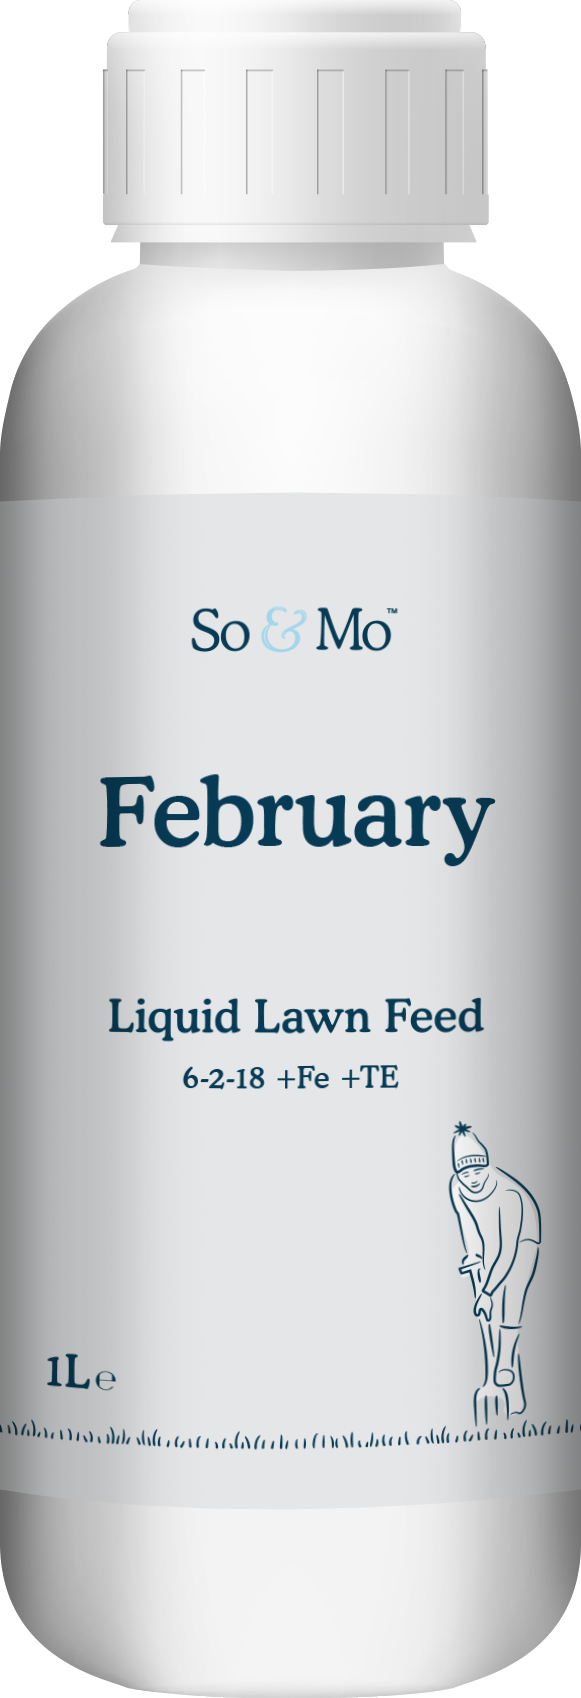 So & Mo™
February
Liquid Lawn Feed
6-2-18 +Fe +TE
1L ℮